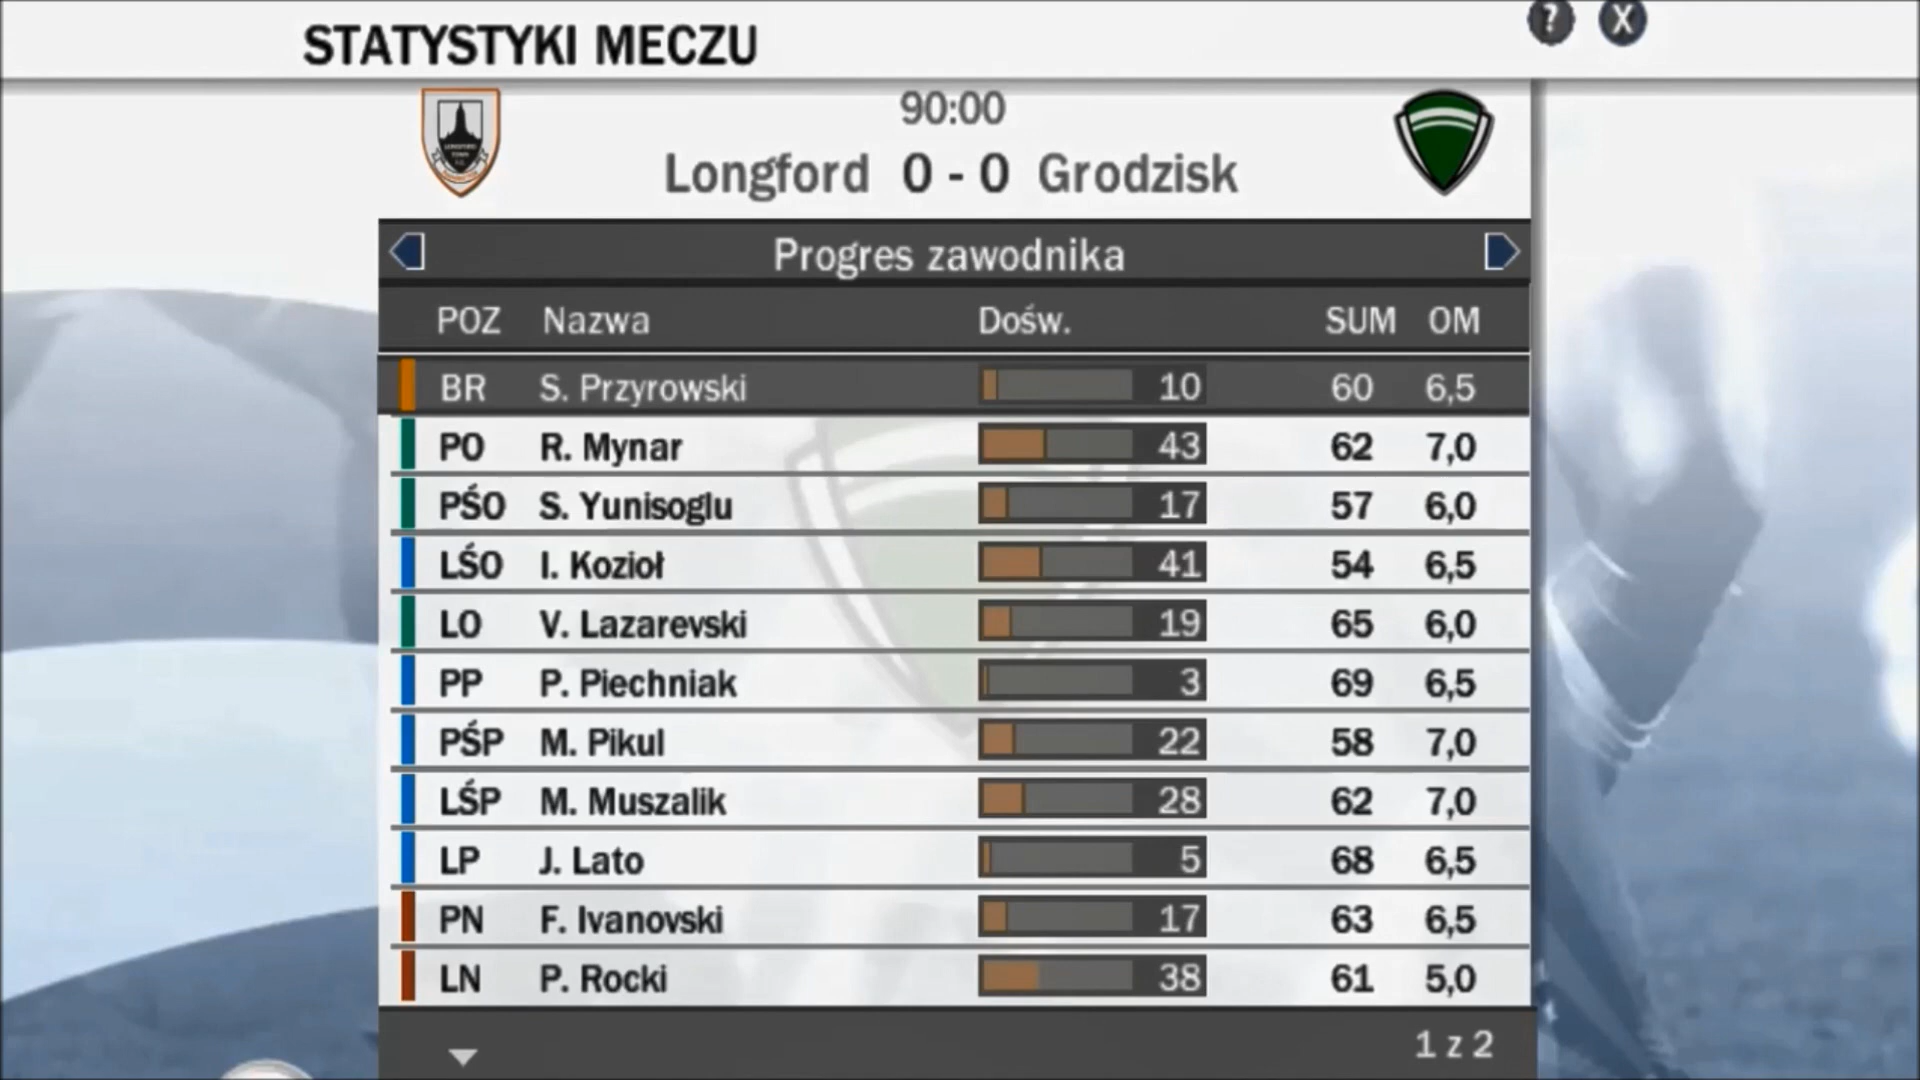 STATYSTYKI MECZU
? X
90:00
Longford 0 - 0 Grodzisk
Progres zawodnika
POZ Nazwa Dośw. SUM OM
BR S. Przyrowski 10 60 6,5
PO R. Mynar 43 62 7,0
PŚO S. Yunisoglu 17 57 6,0
LŚO I. Kozioł 41 54 6,5
LO V. Lazarevski 19 65 6,0
PP P. Piechniak 3 69 6,5
PŚP M. Pikul 22 58 7,0
LŚP M. Muszalik 28 62 7,0
LP J. Lato 5 68 6,5
PN F. Ivanovski 17 63 6,5
LN P. Rocki 38 61 5,0
1 z 2